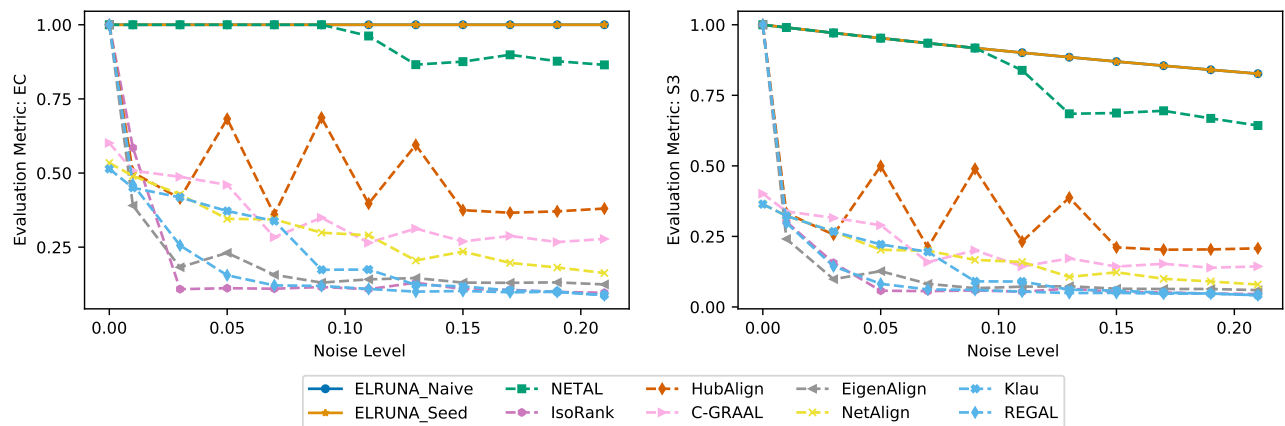 1.00
0.75
0.50
0.25
Evaluation Metric: EC
0.00 0.05 0.10 0.15 0.20
Noise Level
1.00
0.75
0.50
0.25
0.00
Evaluation Metric: S3
0.00 0.05 0.10 0.15 0.20
Noise Level
ELRUNA_Naive NETAL HubAlign EigenAlign Klau
ELRUNA_Seed IsoRank C-GRAAL NetAlign REGAL